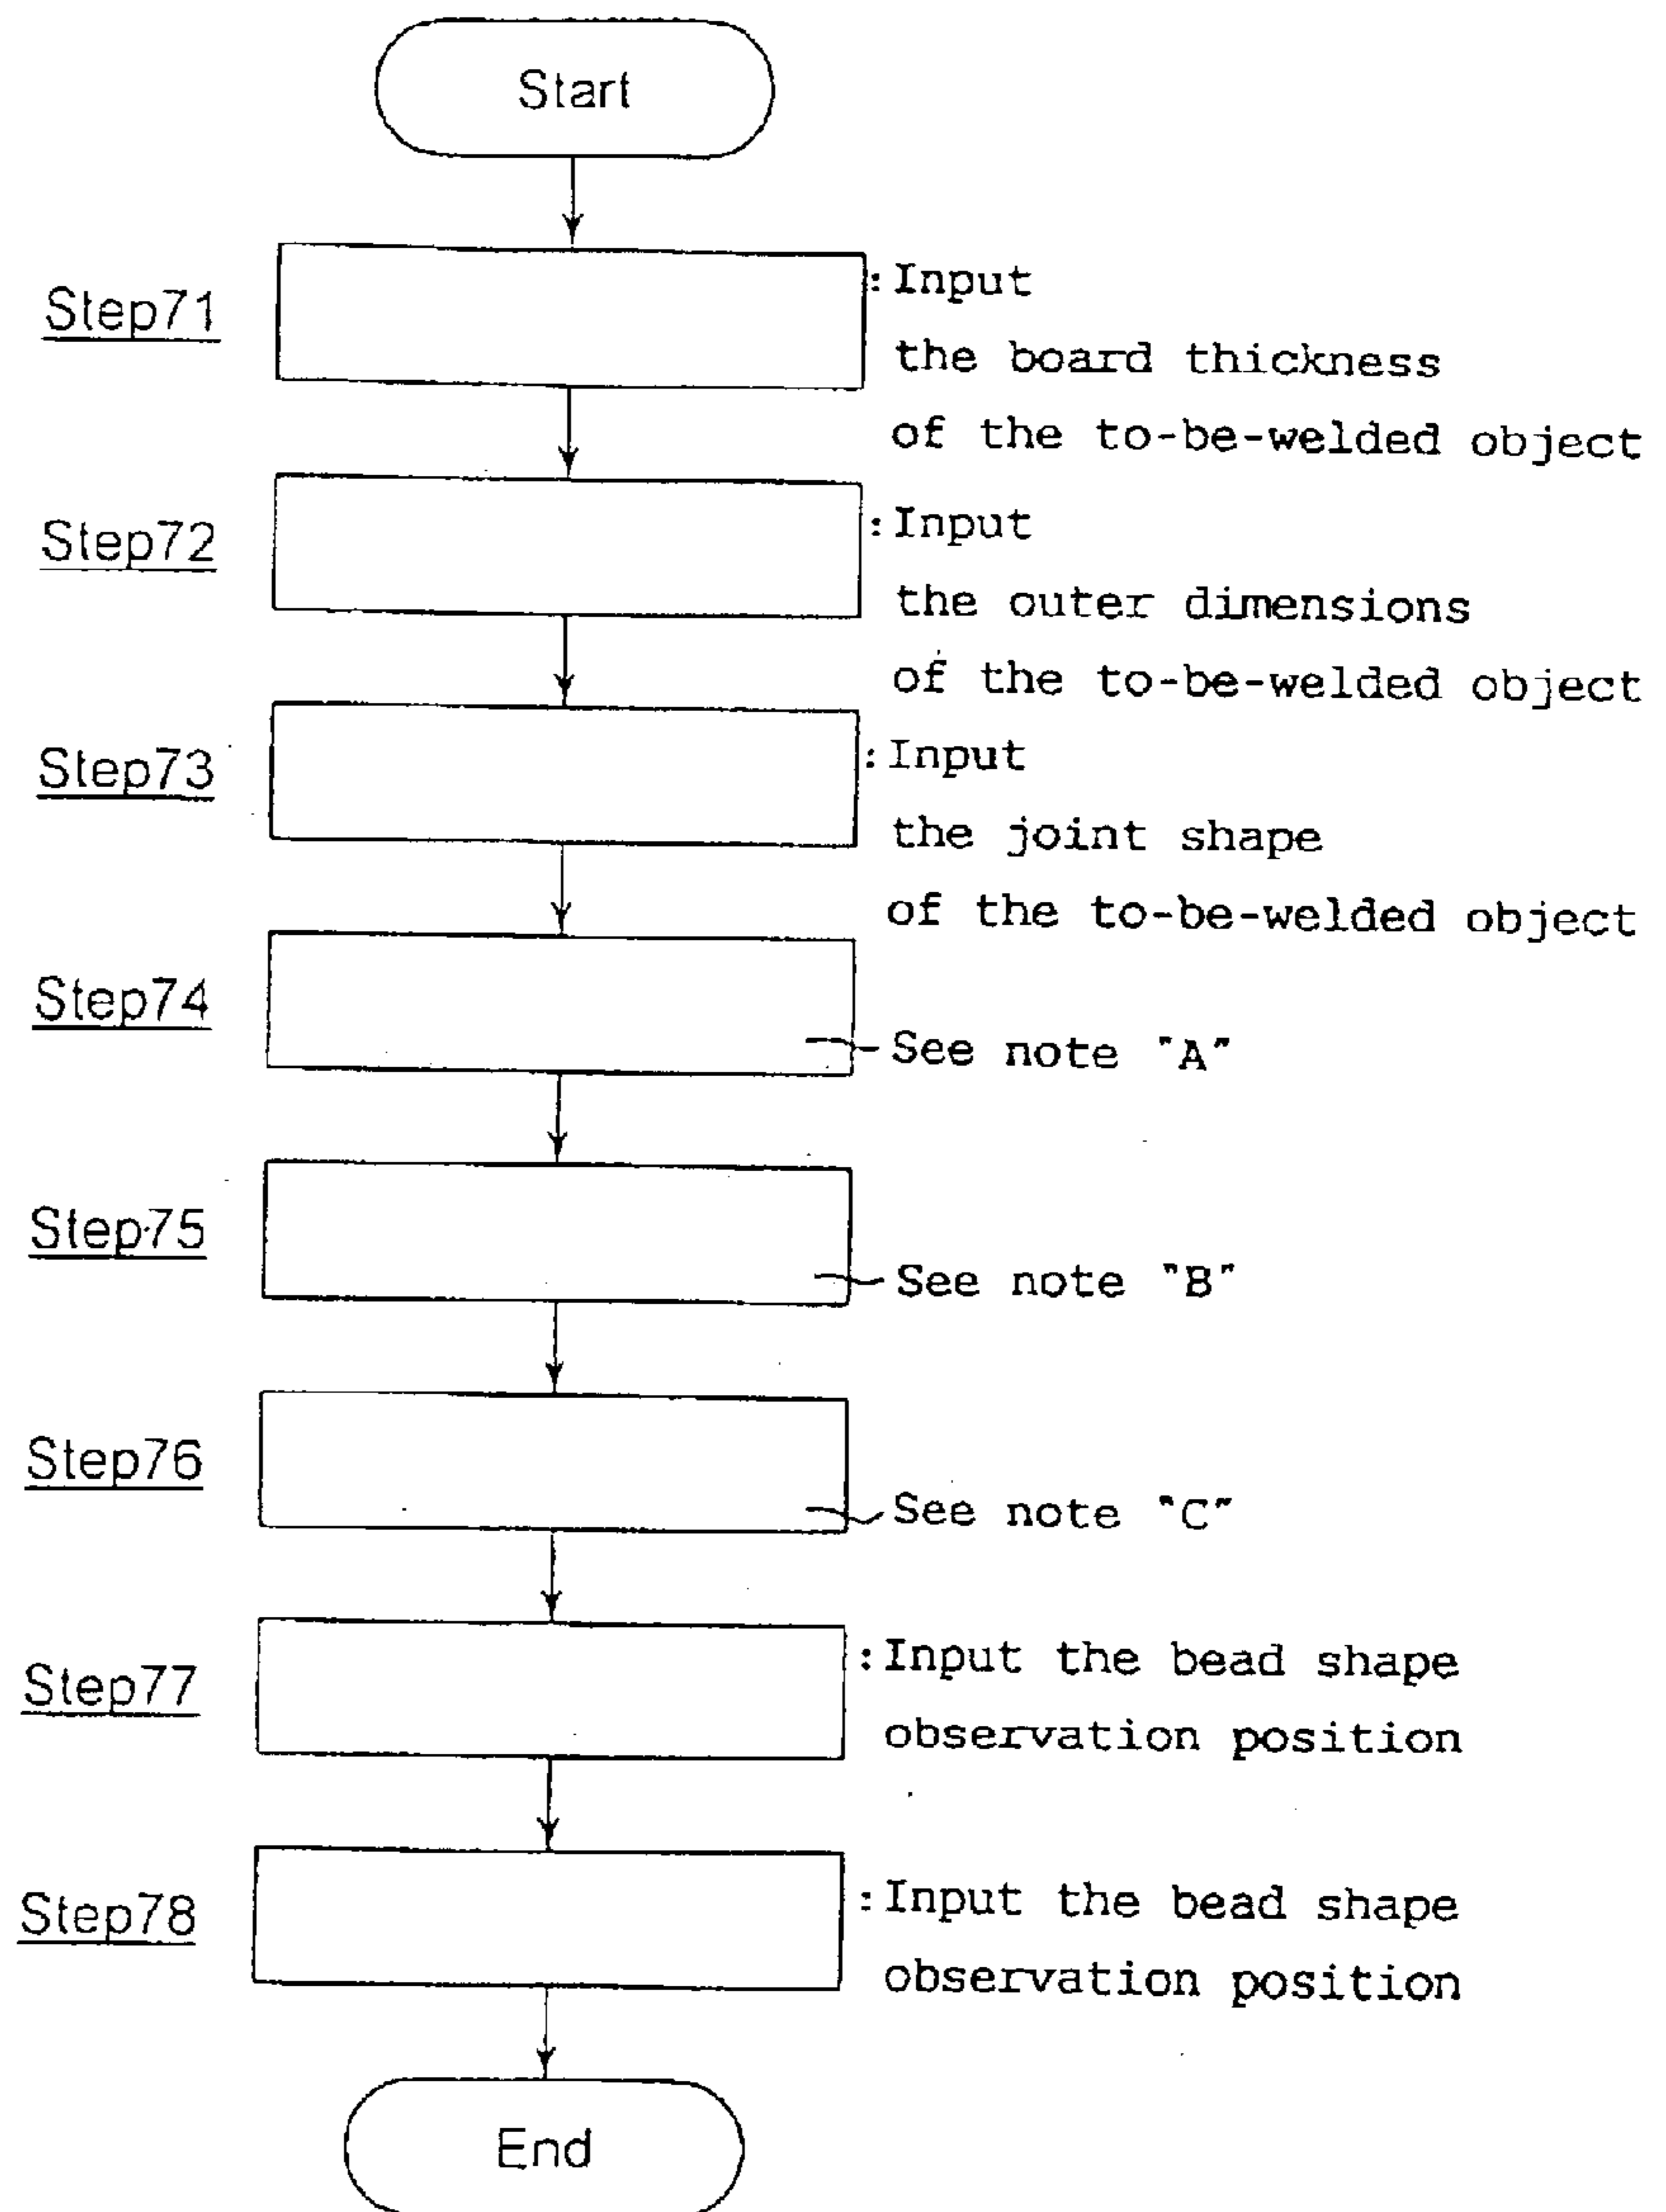 Start
Step71
:Input
the board thickness
of the to-be-welded object
Step72
:Input
the outer dimensions
of the to-be-welded object
Step73
:Input
the joint shape
of the to-be-welded object
Step74
See note "A"
Step75
See note "B"
Step76
See note "C"
Step77
:Input the bead shape
observation position
Step78
:Input the bead shape
observation position
End